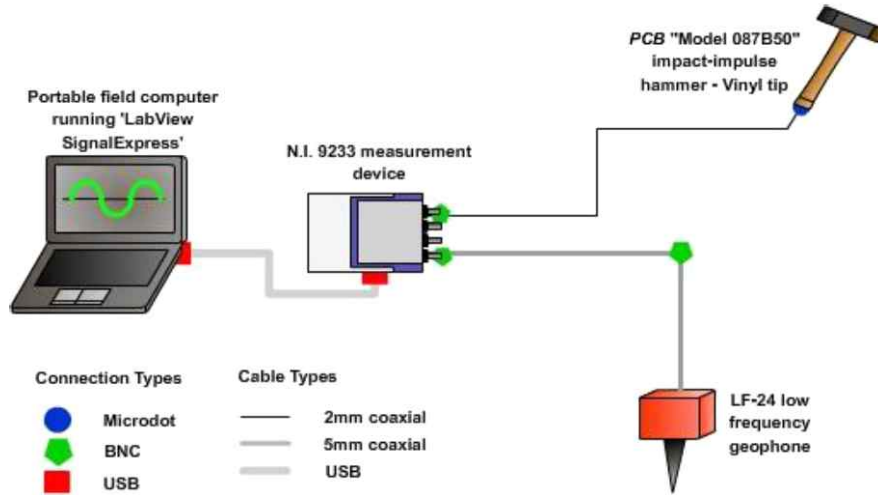 PCB "Model 087B50"
impact-impulse
hammer - Vinyl tip
Portable field computer
running 'LabView
SignalExpress'
N.I. 9233 measurement
device
Connection Types
Microdot
BNC
USB
Cable Types
2mm coaxial
5mm coaxial
USB
LF-24 low
frequency
geophone